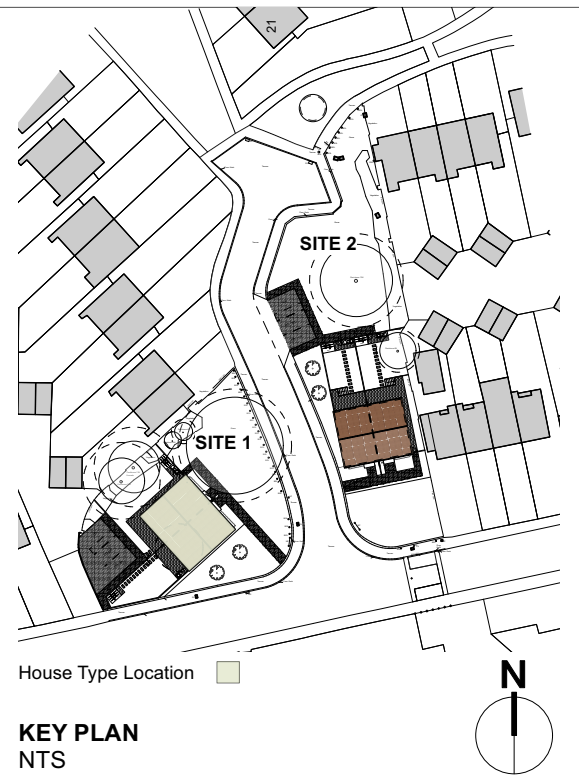 21
SITE 2
SITE 1
House Type Location
N
KEY PLAN
NTS